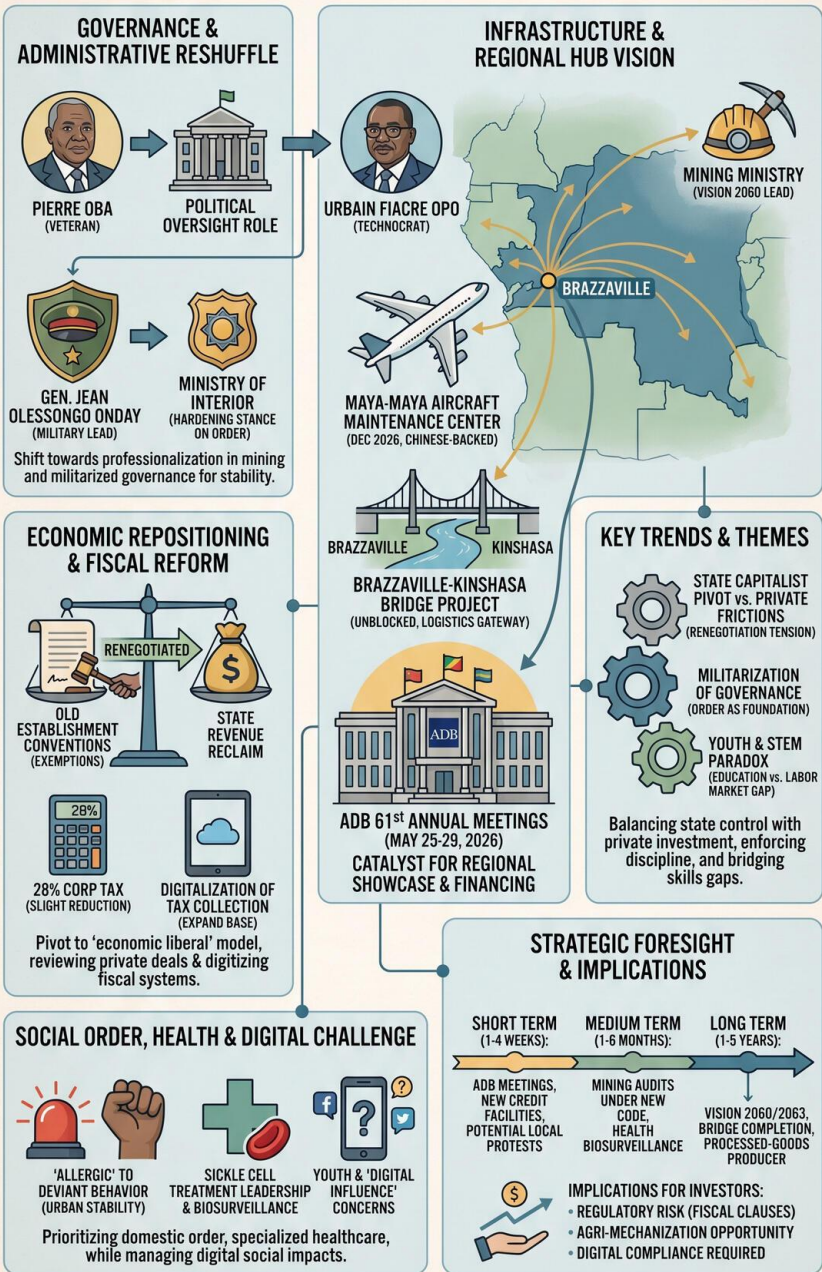 GOVERNANCE &
ADMINISTRATIVE RESHUFFLE
PIERRE OBA
(VETERAN)
POLITICAL
OVERSIGHT ROLE
URBAIN FIACRE OPO
(TECHNOCRAT)
GEN. JEAN
OLESSONGO ONDAY
(MILITARY LEAD)
MINISTRY OF
INTERIOR
(HARDENING STANCE
ON ORDER)
Shift towards professionalization in mining
and militarized governance for stability.
INFRASTRUCTURE &
REGIONAL HUB VISION
MINING MINISTRY
(VISION 2060 LEAD)
BRAZZAVILLE
MAYA-MAYA AIRCRAFT
MAINTENANCE CENTER
(DEC 2026, CHINESE-BACKED)
BRAZZAVILLE
KINSHASA
BRAZZAVILLE-KINSHASA
BRIDGE PROJECT
(UNBLOCKED, LOGISTICS GATEWAY)
ADB
ADB 61st ANNUAL MEETINGS
(MAY 25-29, 2026)
CATALYST FOR REGIONAL
SHOWCASE & FINANCING
ECONOMIC REPOSITIONING
& FISCAL REFORM
RENEGOTIATED
$
OLD
ESTABLISHMENT
CONVENTIONS
(EXEMPTIONS)
STATE
REVENUE
RECLAIM
28%
28% CORP TAX
(SLIGHT REDUCTION)
DIGITALIZATION OF
TAX COLLECTION
(EXPAND BASE)
Pivot to ‘economic liberal’ model,
reviewing private deals & digitizing
fiscal systems.
KEY TRENDS & THEMES
STATE CAPITALIST
PIVOT vs. PRIVATE
FRICTIONS
(RENEGOTIATION TENSION)
MILITARIZATION
OF GOVERNANCE
(ORDER AS FOUNDATION)
YOUTH & STEM
PARADOX
(EDUCATION vs. LABOR
MARKET GAP)
Balancing state control with
private investment, enforcing
discipline, and bridging
skills gaps.
SOCIAL ORDER, HEALTH & DIGITAL CHALLENGE
f
?
?
'ALLERGIC' TO
DEVIANT BEHAVIOR
(URBAN STABILITY)
SICKLE CELL
TREATMENT LEADERSHIP
& BIOSURVEILLANCE
YOUTH & 'DIGITAL
INFLUENCE'
CONCERNS
Prioritizing domestic order, specialized healthcare,
while managing digital social impacts.
STRATEGIC FORESIGHT
& IMPLICATIONS
SHORT TERM
(1-4 WEEKS):
MEDIUM TERM
(1-6 MONTHS):
LONG TERM
(1-5 YEARS):
ADB MEETINGS,
NEW CREDIT
FACILITIES,
POTENTIAL LOCAL
PROTESTS
MINING AUDITS
UNDER NEW
CODE,
HEALTH
BIOSURVEILLANCE
VISION 2060/2063,
BRIDGE COMPLETION,
PROCESSED-GOODS
PRODUCER
$
IMPLICATIONS FOR INVESTORS:
• REGULATORY RISK (FISCAL CLAUSES)
• AGRI-MECHANIZATION OPPORTUNITY
• DIGITAL COMPLIANCE REQUIRED